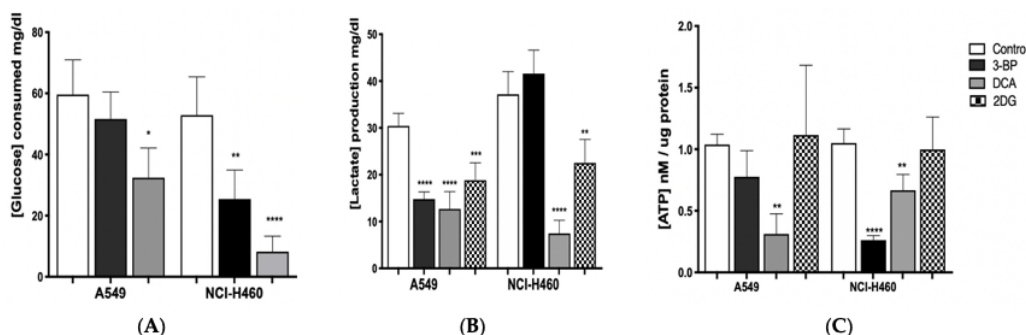 [Glucose] consumed mg/dl
80
60
40
20
0
*
**
****
A549
NCI-H460
(A)
[Lactate] production mg/dl
50
40
30
20
10
0
****
****
***
****
**
A549
NCI-H460
(B)
[ATP] nM / ug protein
2.0
1.5
1.0
0.5
0.0
**
****
**
A549
NCI-H460
(C)
Contro
3-BP
DCA
2DG